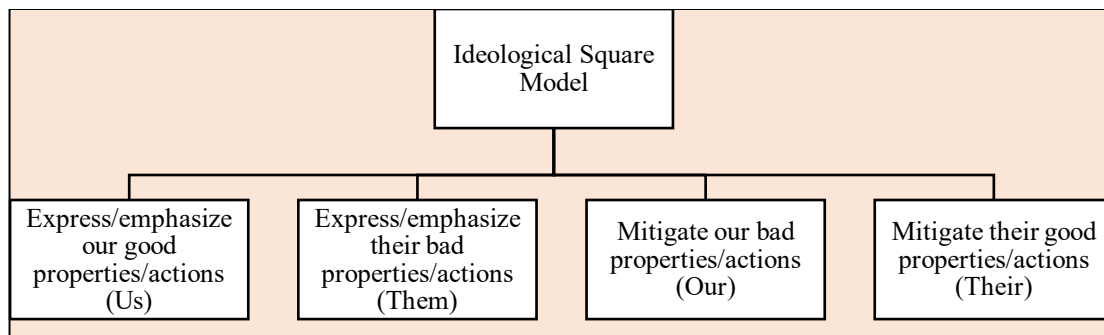 Ideological Square
Model
Express/emphasize
our good
properties/actions
(Us)
Express/emphasize
their bad
properties/actions
(Them)
Mitigate our bad
properties/actions
(Our)
Mitigate their good
properties/actions
(Their)